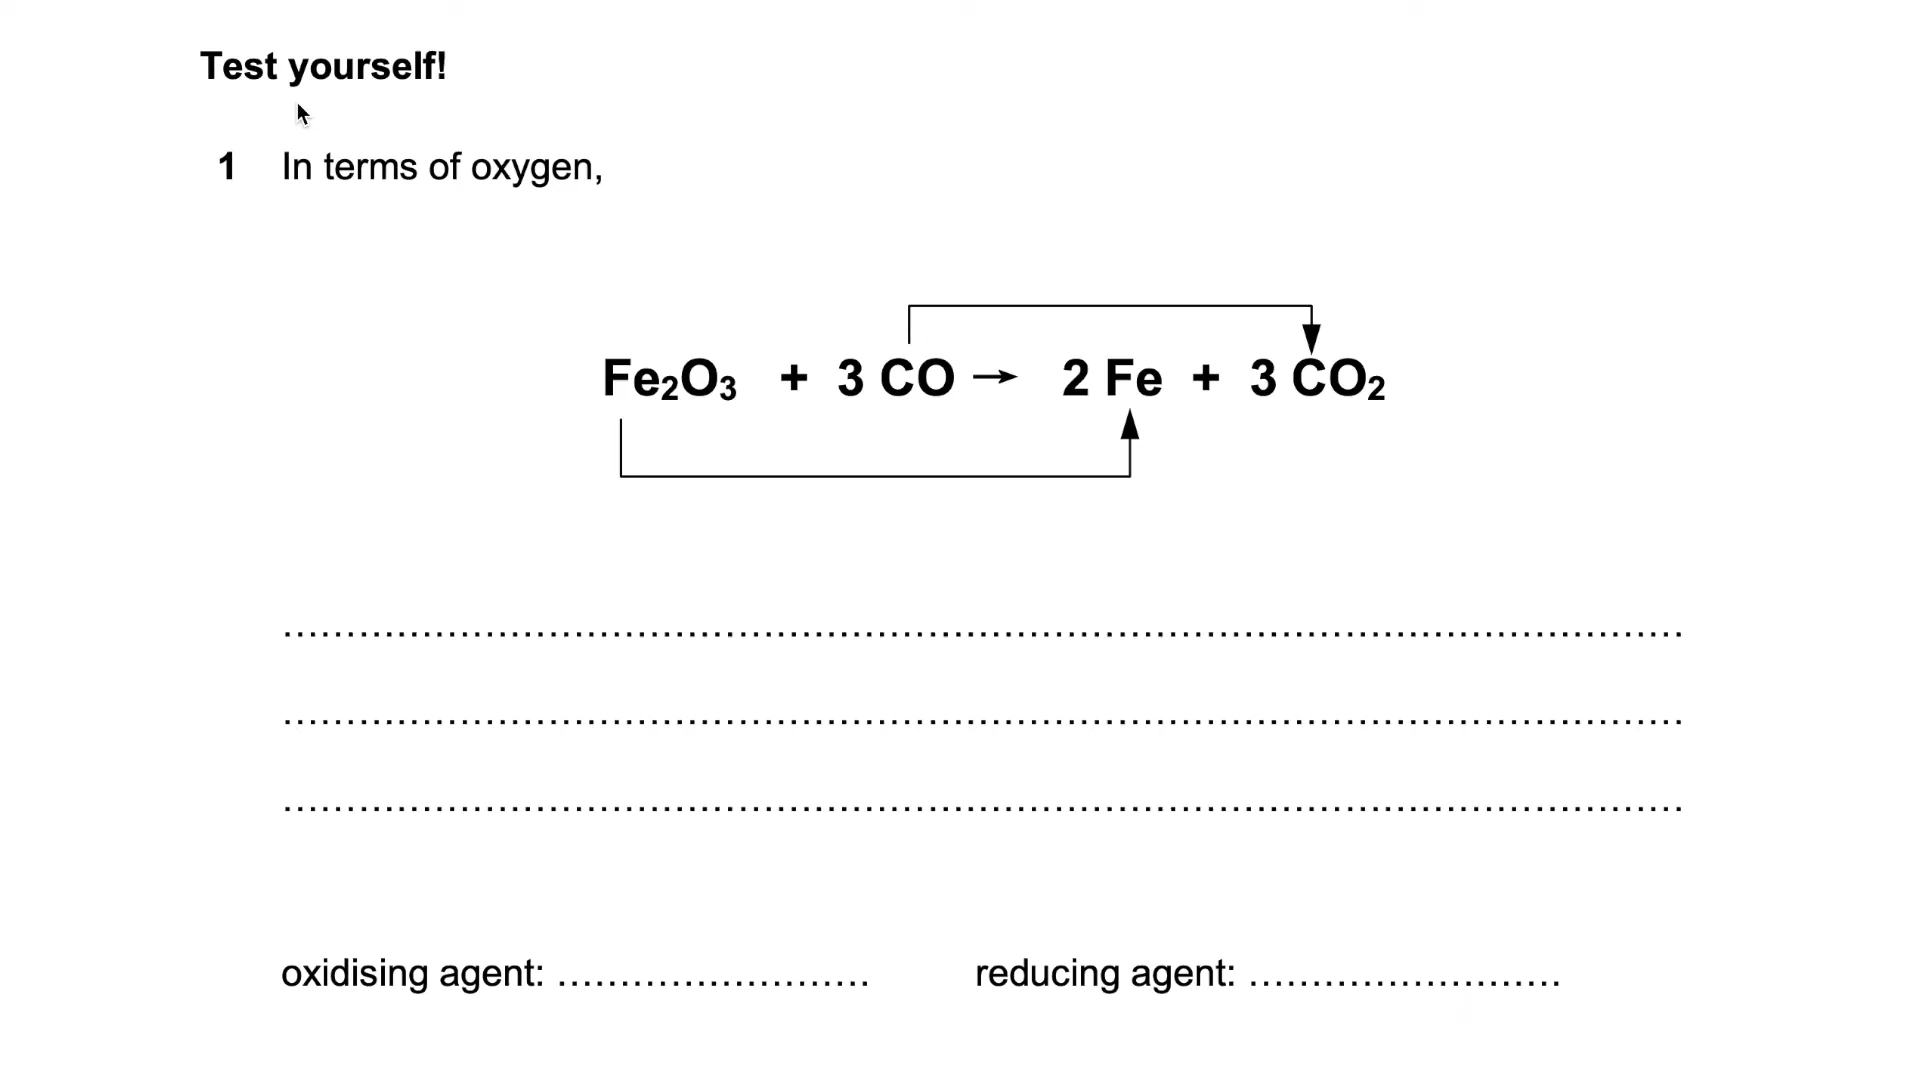 Test yourself!
1 In terms of oxygen,
Fe₂O₃ + 3 CO → 2 Fe + 3 CO₂
oxidising agent: ......................... reducing agent: .........................